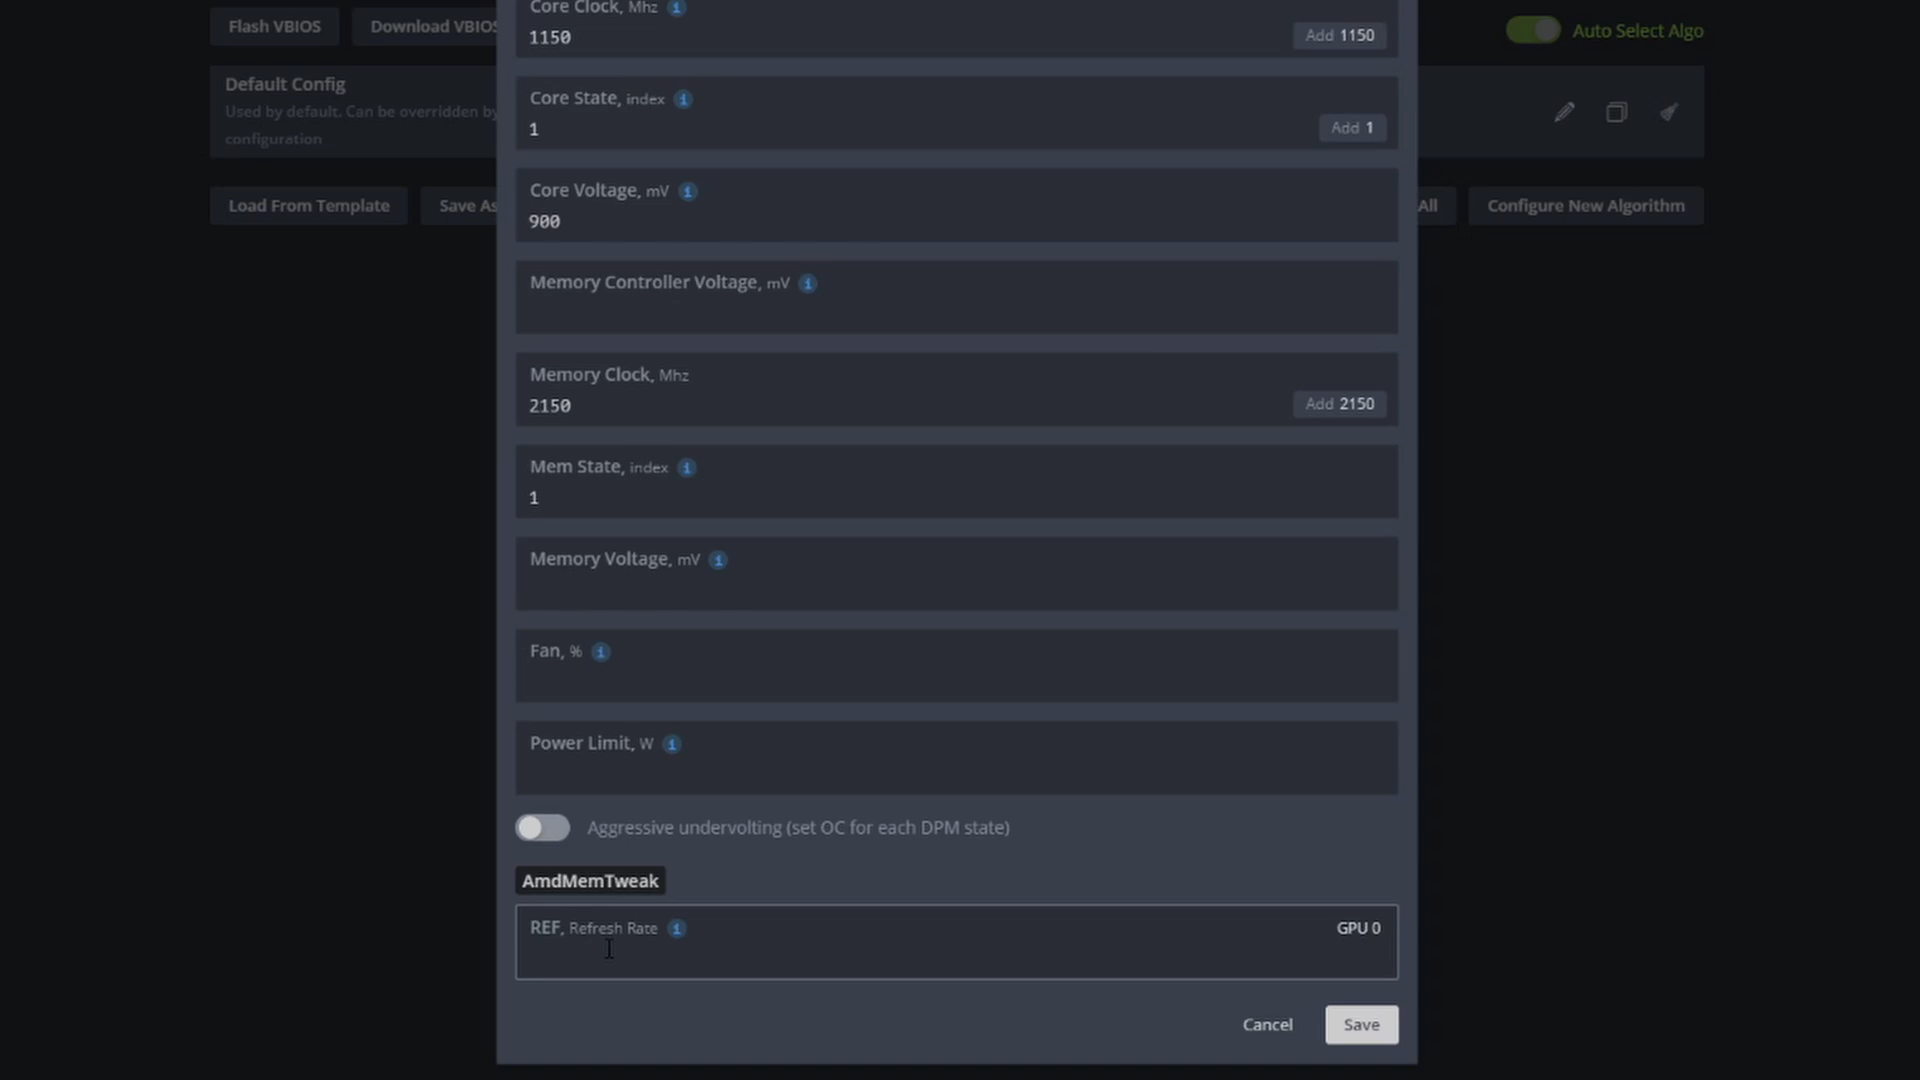 Flash VBIOS
Download VBIOS
Auto Select Algo
Default Config
Used by default. Can be overridden by
configuration
Load From Template
Save As
All
Configure New Algorithm
Core Clock, Mhz
1150
Add 1150
Core State, index
1
Add 1
Core Voltage, mV
900
Memory Controller Voltage, mV
Memory Clock, Mhz
2150
Add 2150
Mem State, index
1
Memory Voltage, mV
Fan, %
Power Limit, W
Aggressive undervolting (set OC for each DPM state)
AmdMemTweak
REF, Refresh Rate
GPU 0
Cancel
Save